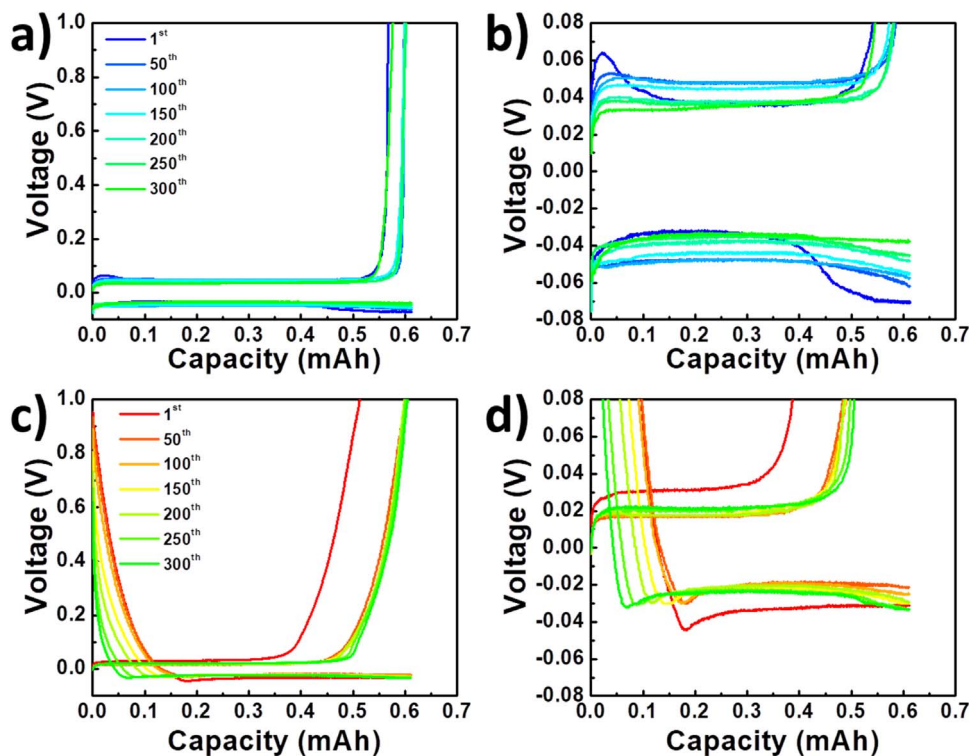 a)
1st
50th
100th
150th
200th
250th
300th
Voltage (V)
1.0
0.8
0.6
0.4
0.2
0.0
0.0 0.1 0.2 0.3 0.4 0.5 0.6 0.7
Capacity (mAh)
b)
Voltage (V)
0.08
0.06
0.04
0.02
0.00
-0.02
-0.04
-0.06
-0.08
0.0 0.1 0.2 0.3 0.4 0.5 0.6 0.7
Capacity (mAh)
c)
1st
50th
100th
150th
200th
250th
300th
Voltage (V)
1.0
0.8
0.6
0.4
0.2
0.0
0.0 0.1 0.2 0.3 0.4 0.5 0.6 0.7
Capacity (mAh)
d)
Voltage (V)
0.08
0.06
0.04
0.02
0.00
-0.02
-0.04
-0.06
-0.08
0.0 0.1 0.2 0.3 0.4 0.5 0.6 0.7
Capacity (mAh)